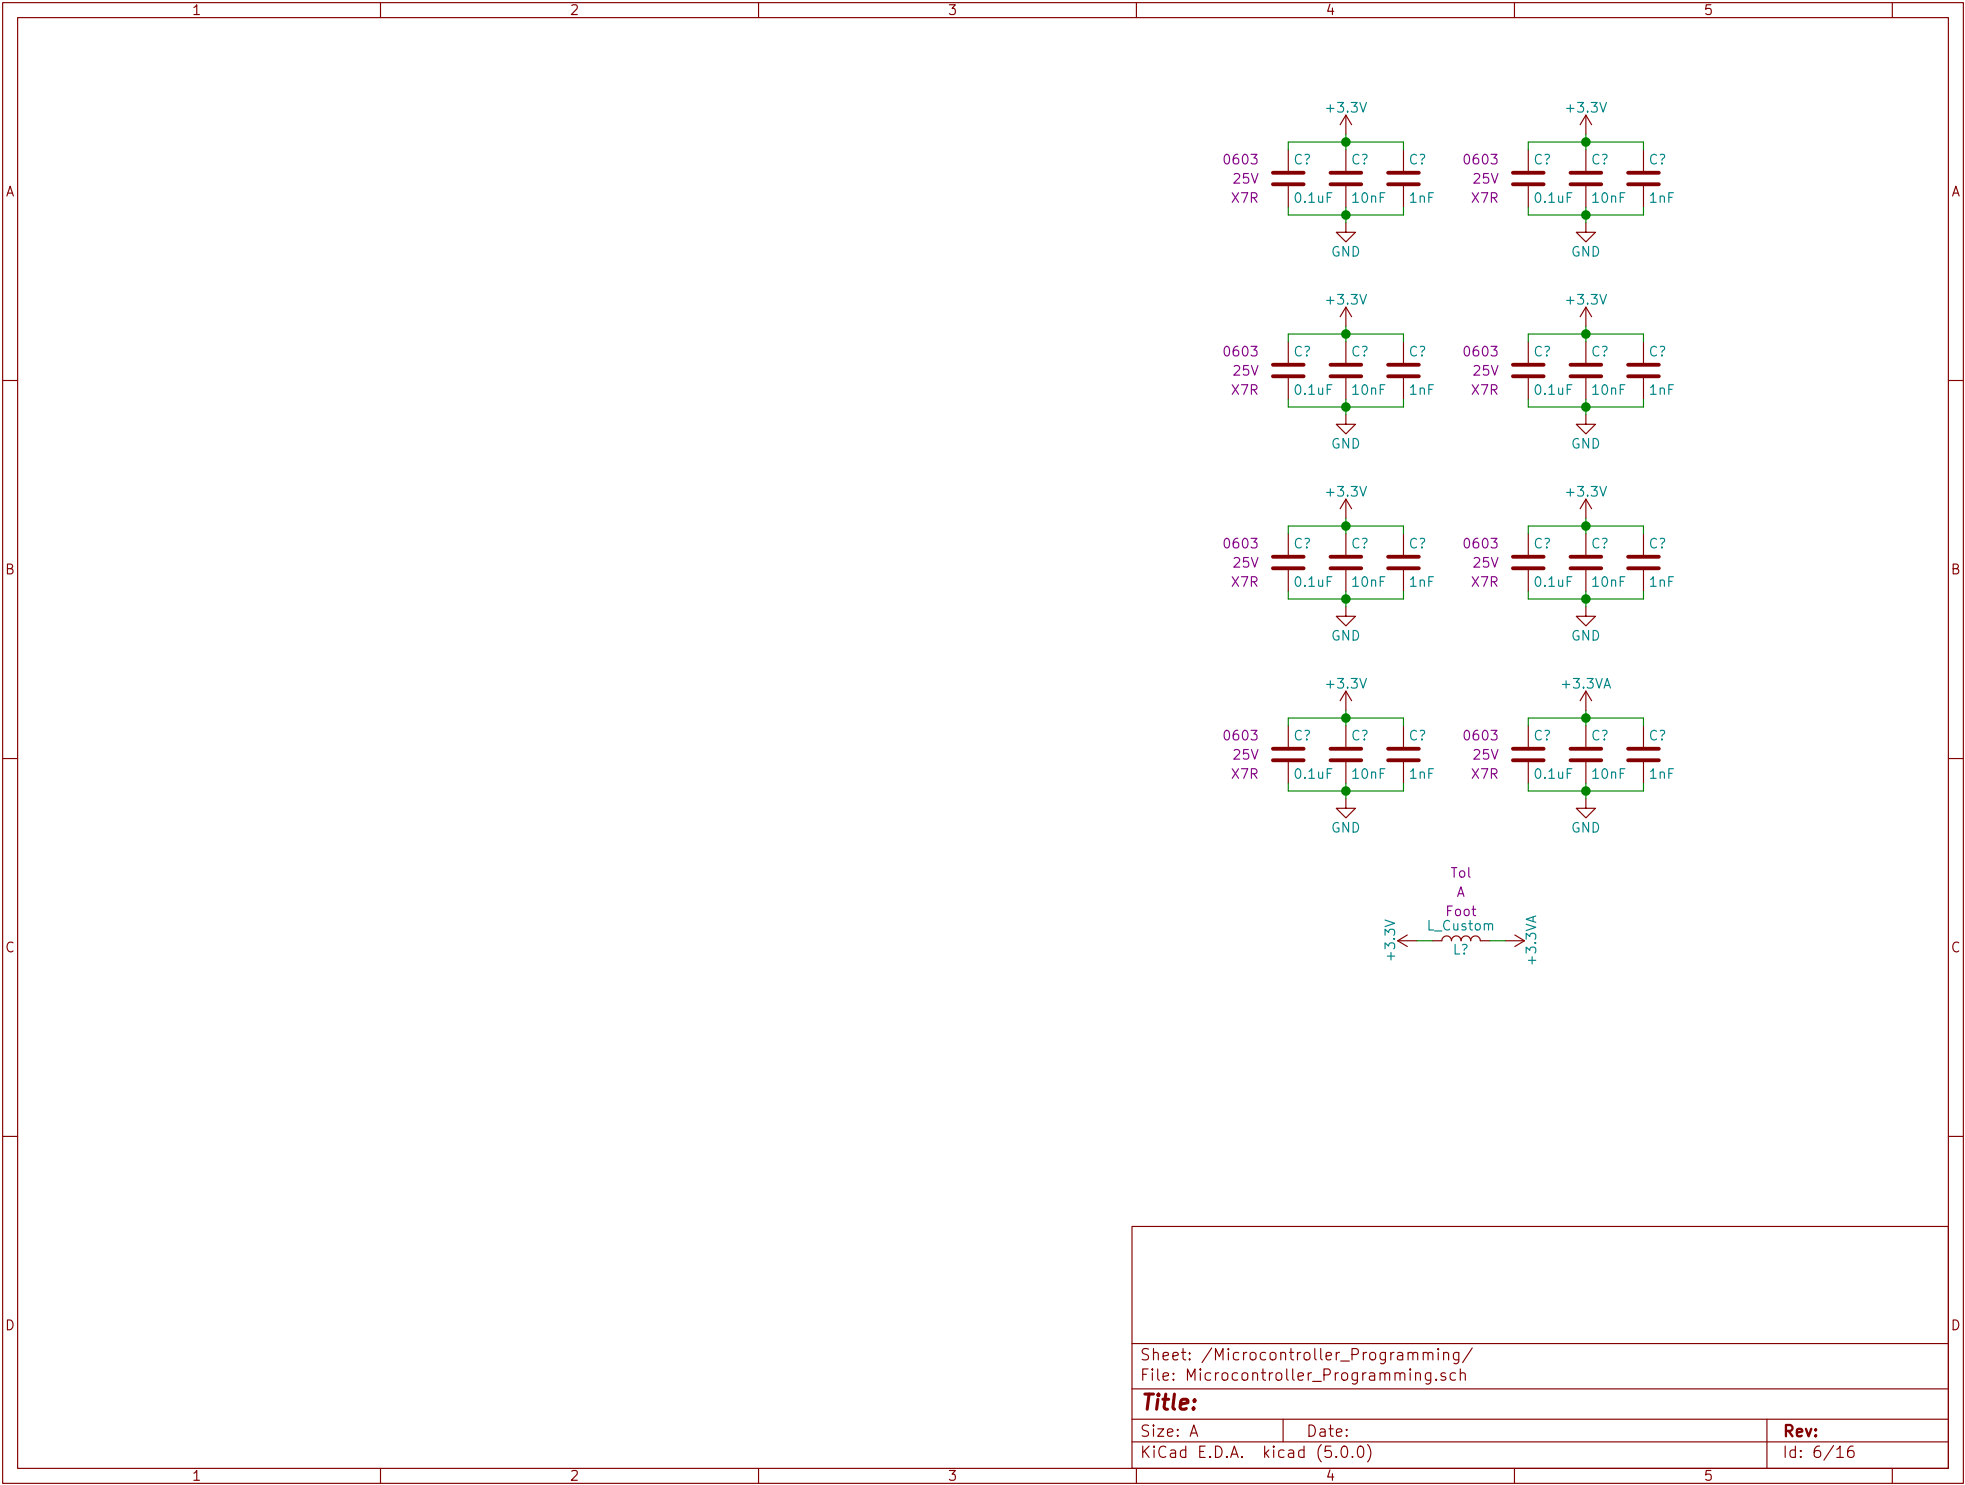 1 2 3 4 5
+3.3V +3.3V
0603 C? C? C? 0603 C? C? C?
25V 25V
A A
X7R 0.1uF 10nF 1nF X7R 0.1uF 10nF 1nF
GND GND
+3.3V +3.3V
0603 C? C? C? 0603 C? C? C?
25V 25V
X7R 0.1uF 10nF 1nF X7R 0.1uF 10nF 1nF
GND GND
+3.3V +3.3V
0603 C? C? C? 0603 C? C? C?
25V 25V
B B
X7R 0.1uF 10nF 1nF X7R 0.1uF 10nF 1nF
GND GND
+3.3V +3.3VA
0603 C? C? C? 0603 C? C? C?
25V 25V
X7R 0.1uF 10nF 1nF X7R 0.1uF 10nF 1nF
GND GND
Tol
A
Foot
L_Custom
+3.3V L? +3.3VA
C C
D D
Sheet: /Microcontroller_Programming/
File: Microcontroller_Programming.sch
Title:
Size: A Date: Rev:
KiCad E.D.A. kicad (5.0.0) Id: 6/16
1 2 3 4 5